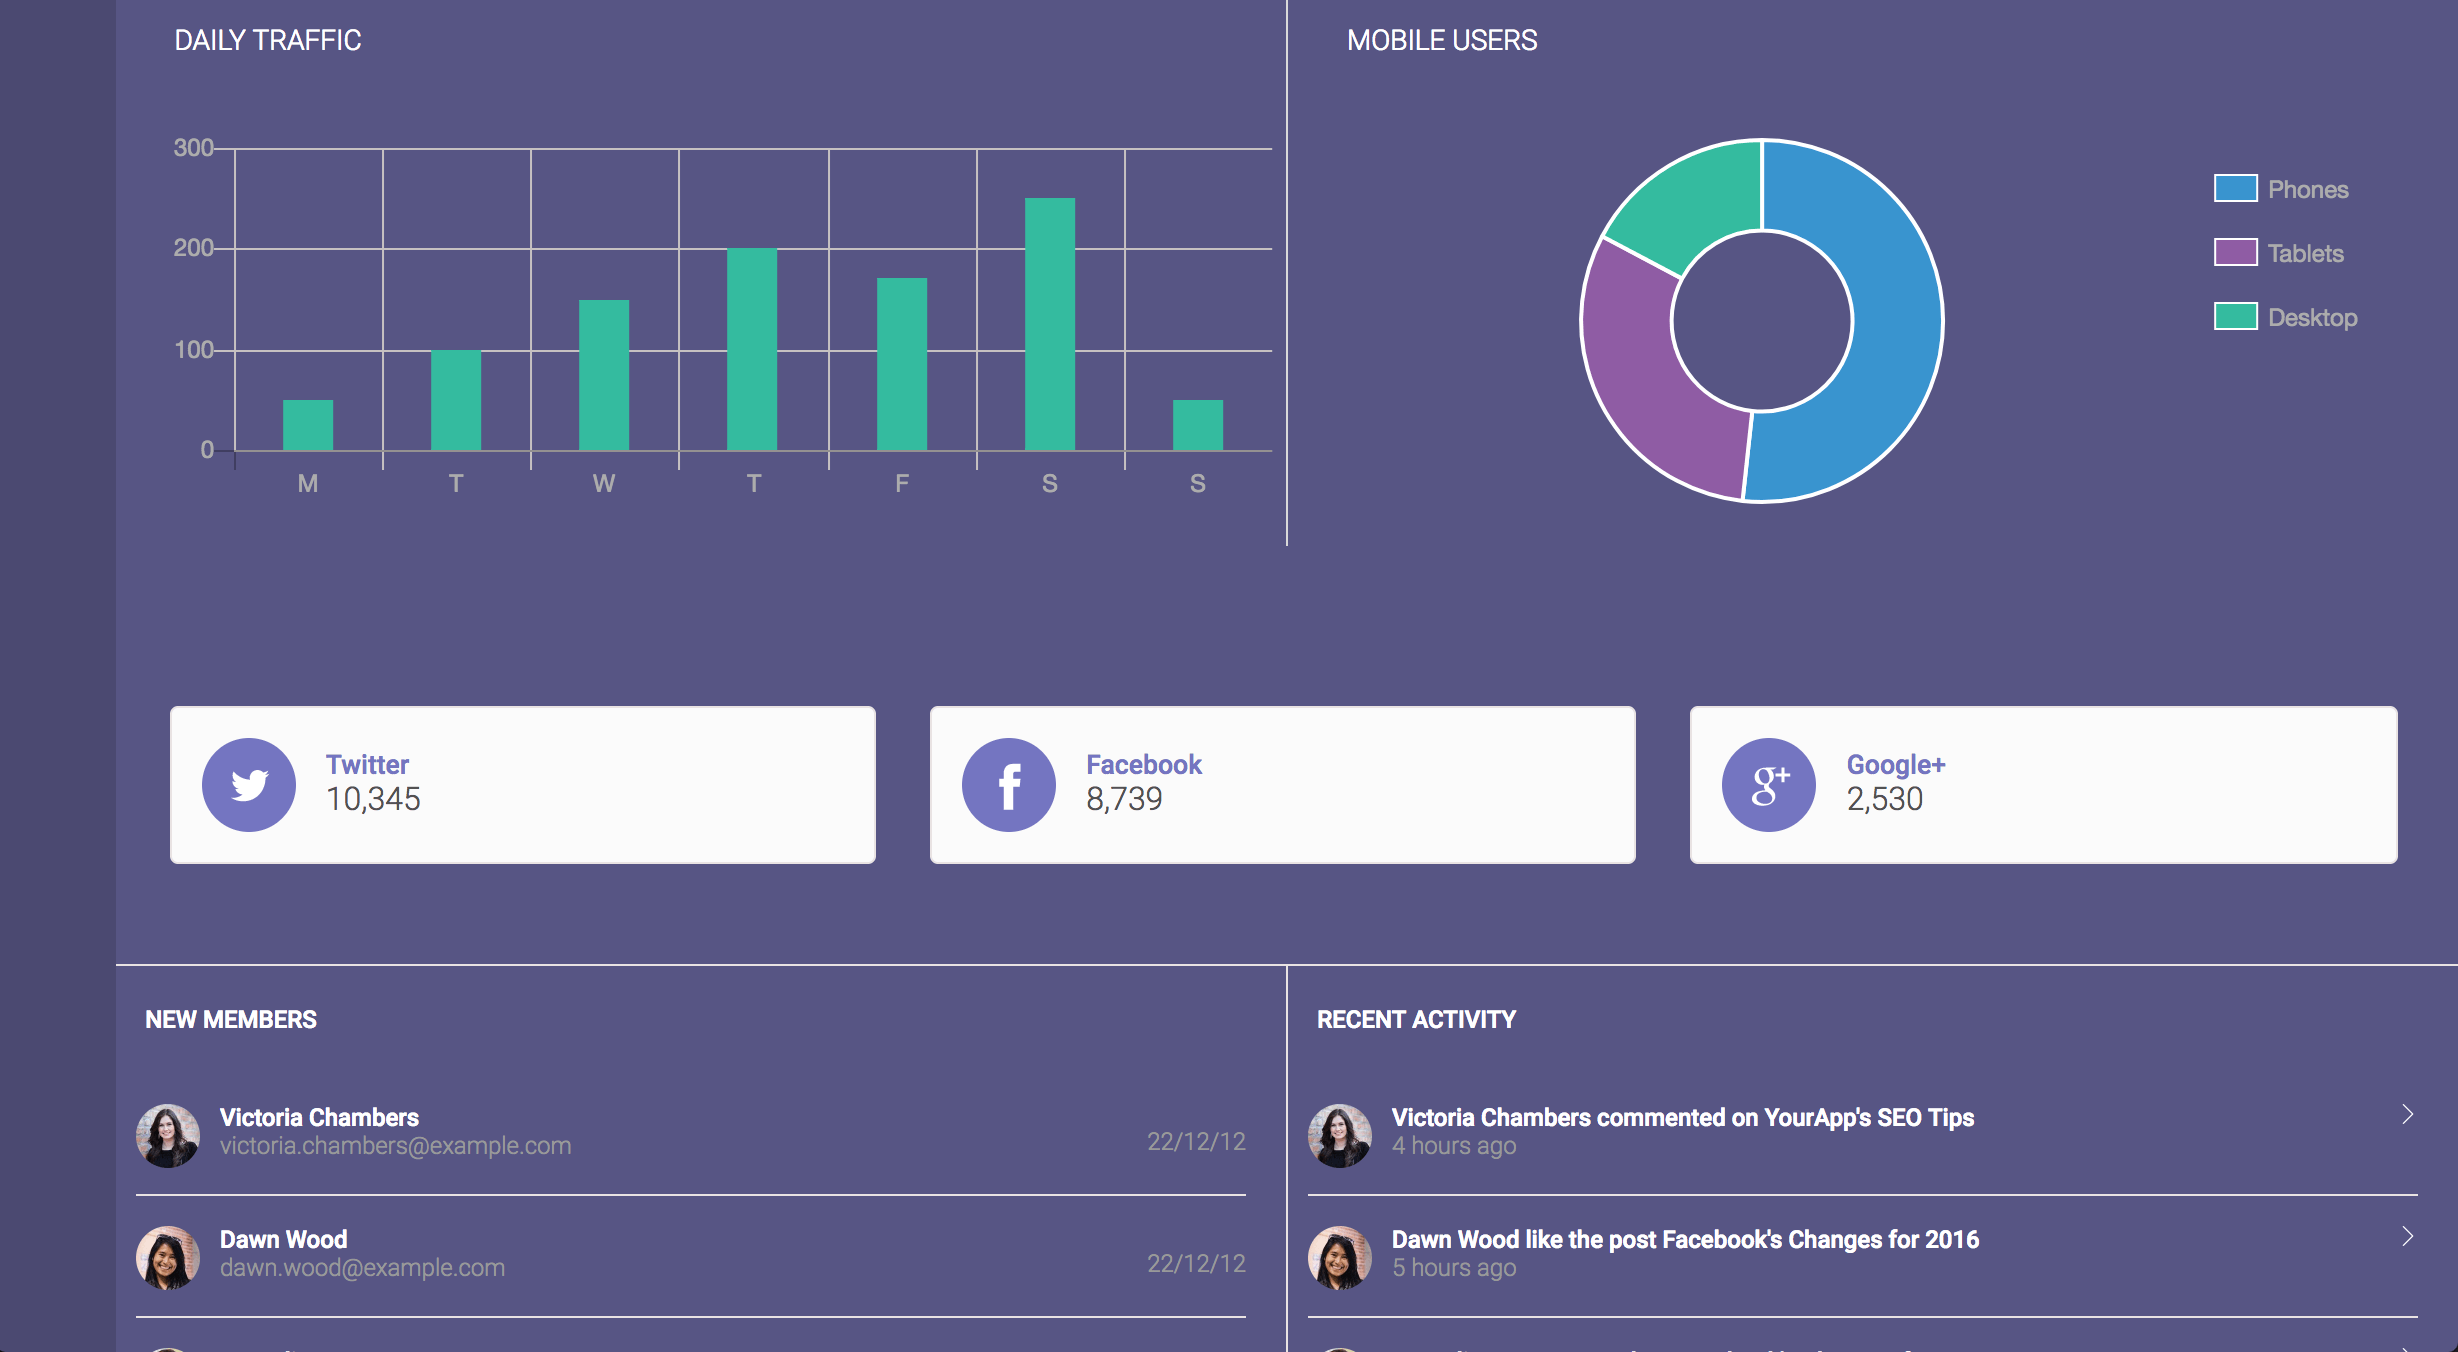 DAILY TRAFFIC
300
200
100
0
M T W T F S S
MOBILE USERS
Phones
Tablets
Desktop
Twitter
10,345
Facebook
8,739
Google+
2,530
NEW MEMBERS
Victoria Chambers
victoria.chambers@example.com
22/12/12
Dawn Wood
dawn.wood@example.com
22/12/12
RECENT ACTIVITY
Victoria Chambers commented on YourApp's SEO Tips
4 hours ago
Dawn Wood like the post Facebook's Changes for 2016
5 hours ago